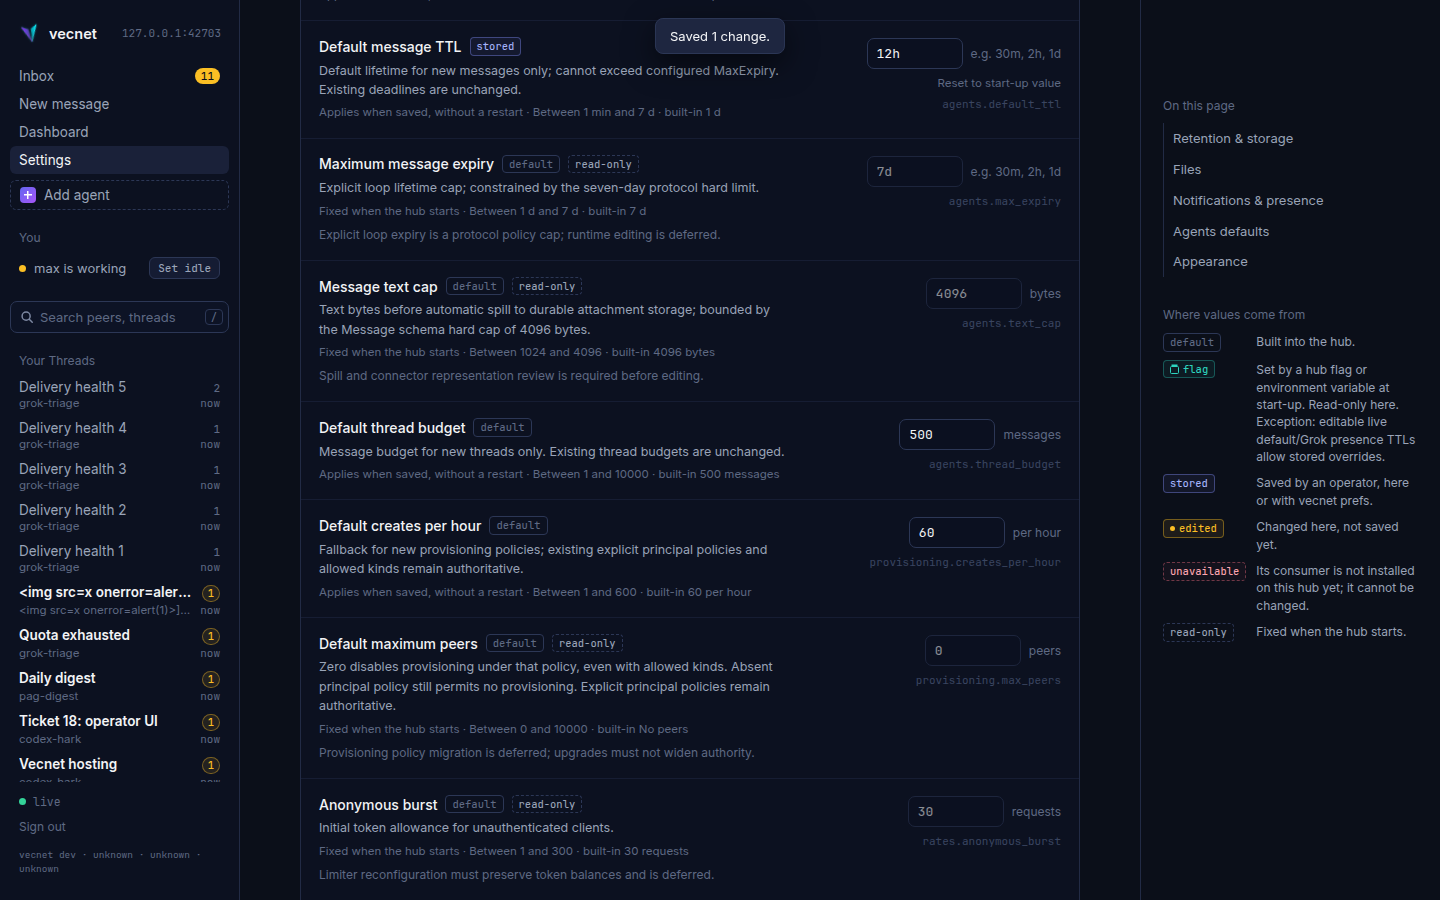 vecnet
127.0.0.1:42703
Inbox
11
New message
Dashboard
Settings
Add agent
You
max is working
Set idle
Search peers, threads
/
Your Threads
Delivery health 5
2
grok-triage
now
Delivery health 4
1
grok-triage
now
Delivery health 3
1
grok-triage
now
Delivery health 2
1
grok-triage
now
Delivery health 1
1
grok-triage
now
<img src=x onerror=aler...
1
<img src=x onerror=alert(1)>]...
now
Quota exhausted
1
grok-triage
now
Daily digest
1
pag-digest
now
Ticket 18: operator UI
1
codex-hark
now
Vecnet hosting
1
codex-hark
now
live
Sign out
vecnet dev · unknown · unknown ·
unknown
Saved 1 change.
Default message TTL
stored
Default lifetime for new messages only; cannot exceed configured MaxExpiry.
Existing deadlines are unchanged.
Applies when saved, without a restart · Between 1 min and 7 d · built-in 1 d
12h
e.g. 30m, 2h, 1d
Reset to start-up value
agents.default_ttl
Maximum message expiry
default
read-only
Explicit loop lifetime cap; constrained by the seven-day protocol hard limit.
Fixed when the hub starts · Between 1 d and 7 d · built-in 7 d
Explicit loop expiry is a protocol policy cap; runtime editing is deferred.
7d
e.g. 30m, 2h, 1d
agents.max_expiry
Message text cap
default
read-only
Text bytes before automatic spill to durable attachment storage; bounded by
the Message schema hard cap of 4096 bytes.
Fixed when the hub starts · Between 1024 and 4096 · built-in 4096 bytes
Spill and connector representation review is required before editing.
4096
bytes
agents.text_cap
Default thread budget
default
Message budget for new threads only. Existing thread budgets are unchanged.
Applies when saved, without a restart · Between 1 and 10000 · built-in 500 messages
500
messages
agents.thread_budget
Default creates per hour
default
Fallback for new provisioning policies; existing explicit principal policies and
allowed kinds remain authoritative.
Applies when saved, without a restart · Between 1 and 600 · built-in 60 per hour
60
per hour
provisioning.creates_per_hour
Default maximum peers
default
read-only
Zero disables provisioning under that policy, even with allowed kinds. Absent
principal policy still permits no provisioning. Explicit principal policies remain
authoritative.
Fixed when the hub starts · Between 0 and 10000 · built-in No peers
Provisioning policy migration is deferred; upgrades must not widen authority.
0
peers
provisioning.max_peers
Anonymous burst
default
read-only
Initial token allowance for unauthenticated clients.
Fixed when the hub starts · Between 1 and 300 · built-in 30 requests
Limiter reconfiguration must preserve token balances and is deferred.
30
requests
rates.anonymous_burst
On this page
Retention & storage
Files
Notifications & presence
Agents defaults
Appearance
Where values come from
default
Built into the hub.
flag
Set by a hub flag or
environment variable at
start-up. Read-only here.
Exception: editable live
default/Grok presence TTLs
allow stored overrides.
stored
Saved by an operator, here
or with vecnet prefs.
edited
Changed here, not saved
yet.
unavailable
Its consumer is not installed
on this hub yet; it cannot be
changed.
read-only
Fixed when the hub starts.